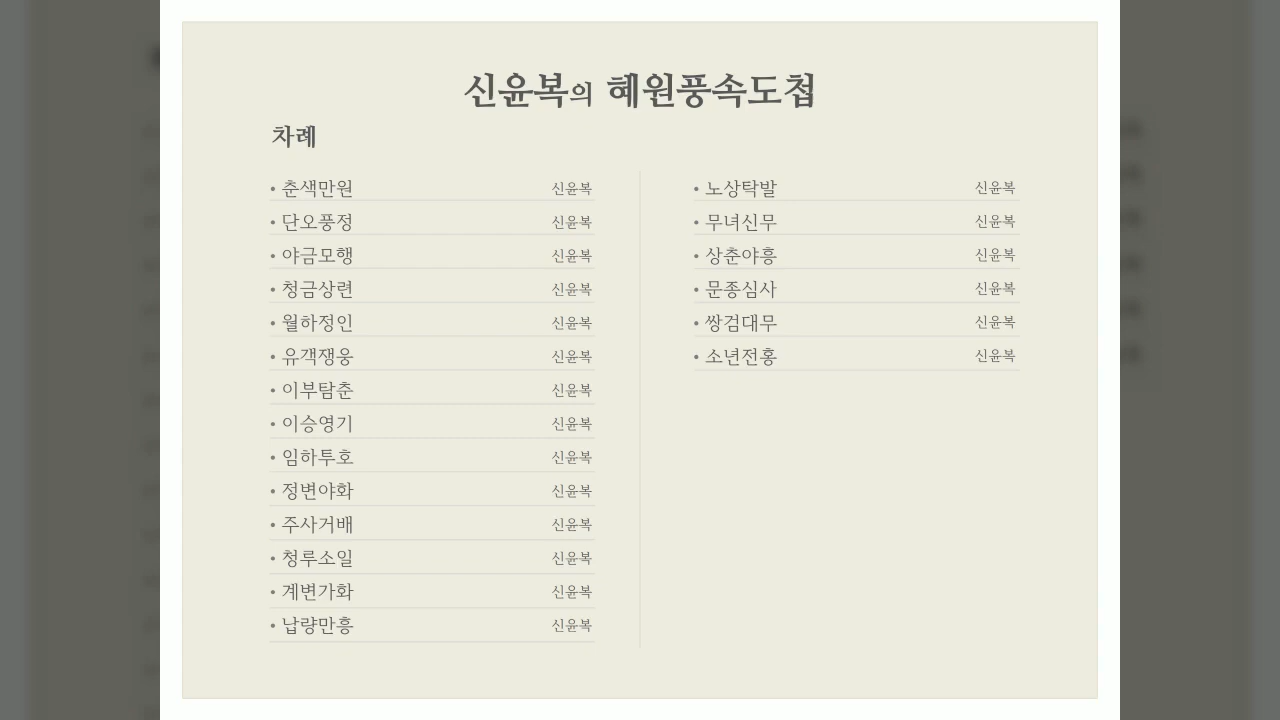 신윤복의 혜원풍속도첩
차례
• 춘색만원 신윤복
• 단오풍정 신윤복
• 야금모행 신윤복
• 청금상련 신윤복
• 월하정인 신윤복
• 유객쟁웅 신윤복
• 이부탐춘 신윤복
• 이승영기 신윤복
• 임하투호 신윤복
• 정변야화 신윤복
• 주사거배 신윤복
• 청루소일 신윤복
• 계변가화 신윤복
• 납량만흥 신윤복
• 노상탁발 신윤복
• 무녀신무 신윤복
• 상춘야흥 신윤복
• 문종심사 신윤복
• 쌍검대무 신윤복
• 소년전홍 신윤복